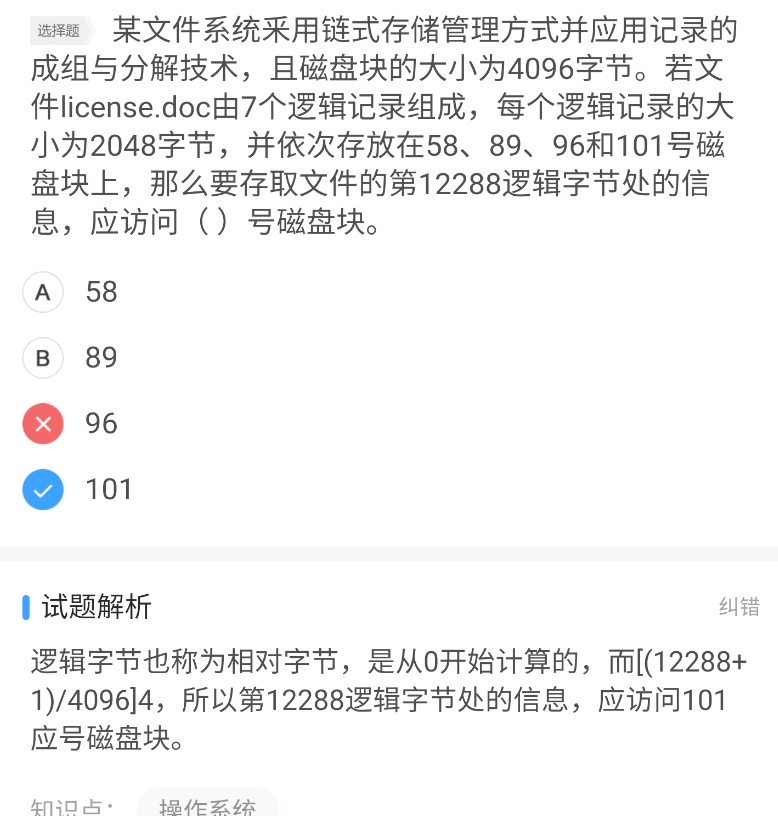 选择题 某文件系统采用链式存储管理方式并应用记录的
成组与分解技术，且磁盘块的大小为4096字节。若文
件license.doc由7个逻辑记录组成，每个逻辑记录的大
小为2048字节，并依次存放在58、89、96和101号磁
盘块上，那么要存取文件的第12288逻辑字节处的信
息，应访问（ ）号磁盘块。
A 58
B 89
96
101
试题解析 纠错
逻辑字节也称为相对字节，是从0开始计算的，而[(12288+
1)/4096]4，所以第12288逻辑字节处的信息，应访问101
应号磁盘块。
知识点： 操作系统